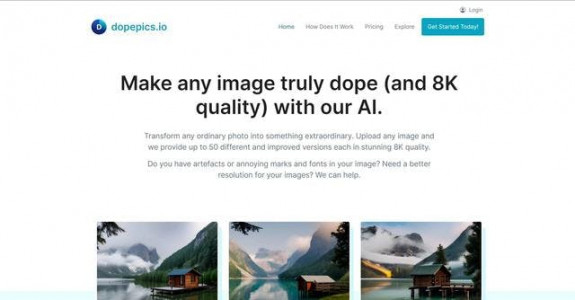 Login
D dopepics.io
Home How Does It Work Pricing Explore Get Started Today!
Make any image truly dope (and 8K
quality) with our AI.
Transform any ordinary photo into something extraordinary. Upload any image and
we provide up to 50 different and improved versions each in stunning 8K quality.
Do you have artefacts or annoying marks and fonts in your image? Need a better
resolution for your images? We can help.